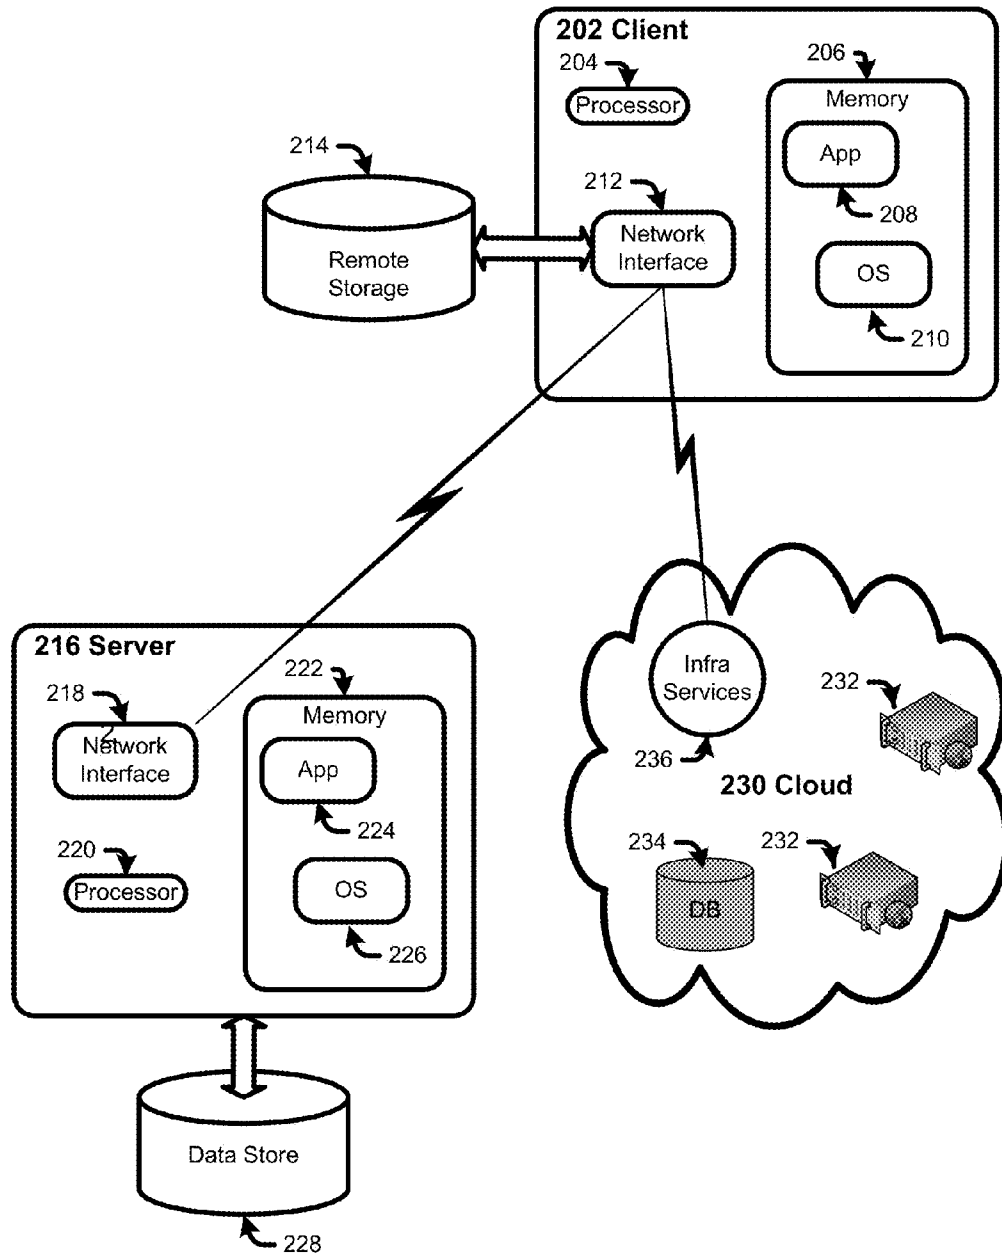 202 Client
204
Processor
206
Memory
App
208
OS
210
212
Network
Interface
214
Remote
Storage
216 Server
218
2
Network
Interface
220
Processor
222
Memory
App
224
OS
226
Data Store
228
Infra
Services
236
230 Cloud
232
234
DB
232